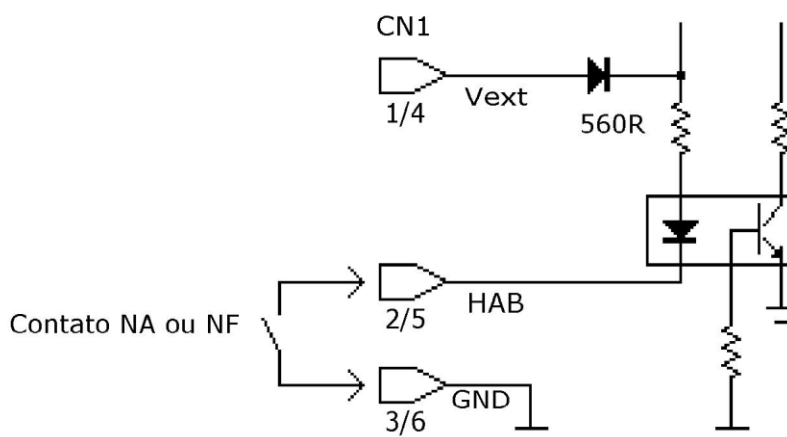 CN1
1/4
Vext
560R
2/5
HAB
Contato NA ou NF
3/6
GND